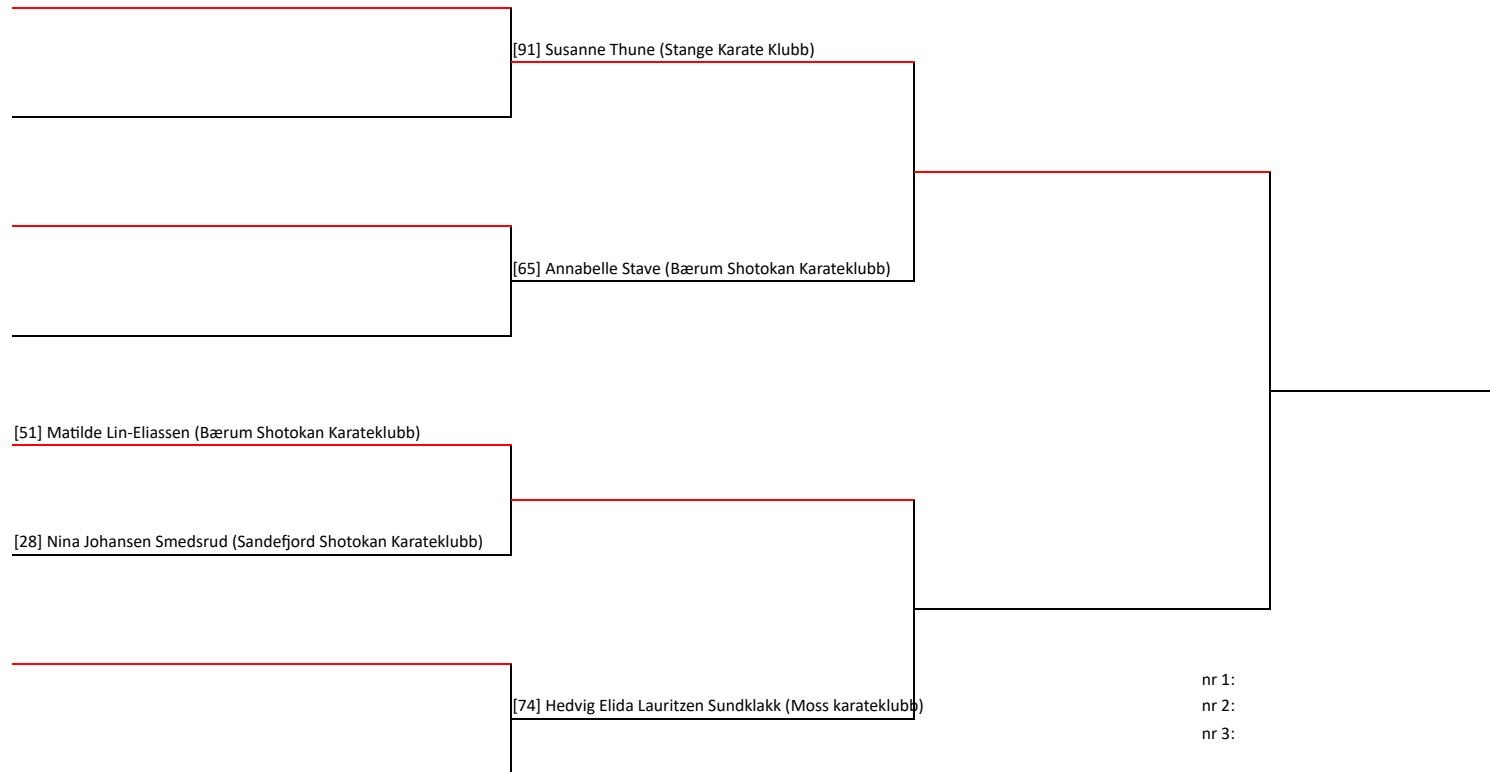 [91] Susanne Thune (Stange Karate Klubb)
[65] Annabelle Stave (Bærum Shotokan Karateklubb)
[51] Matilde Lin-Eliassen (Bærum Shotokan Karateklubb)
[28] Nina Johansen Smedsrud (Sandefjord Shotokan Karateklubb)
[74] Hedvig Elida Lauritzen Sundklakk (Moss karateklubb)
nr 1:
nr 2:
nr 3: